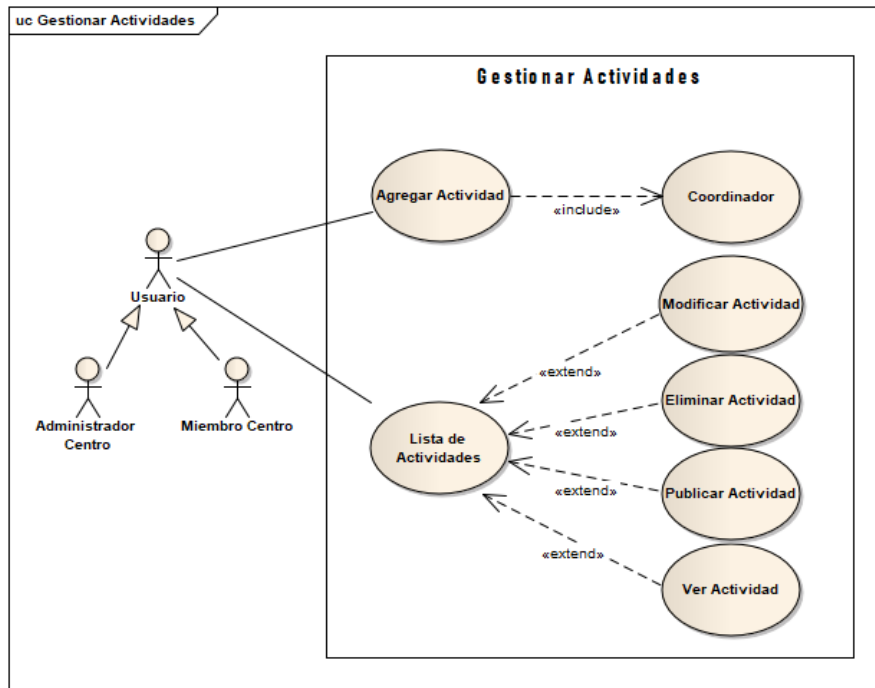 uc Gestionar Actividades
Gestionar Actividades
Agregar Actividad
«include»
Coordinador
Usuario
Modificar Actividad
«extend»
Administrador
Centro
Miembro Centro
Eliminar Actividad
«extend»
Lista de
Actividades
Publicar Actividad
«extend»
«extend»
Ver Actividad